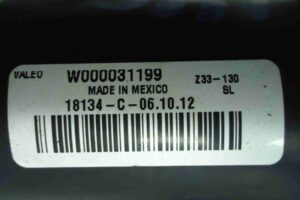 VALEO W000031199 Z33-130
MADE IN MEXICO SL
18134-C-06.10.12